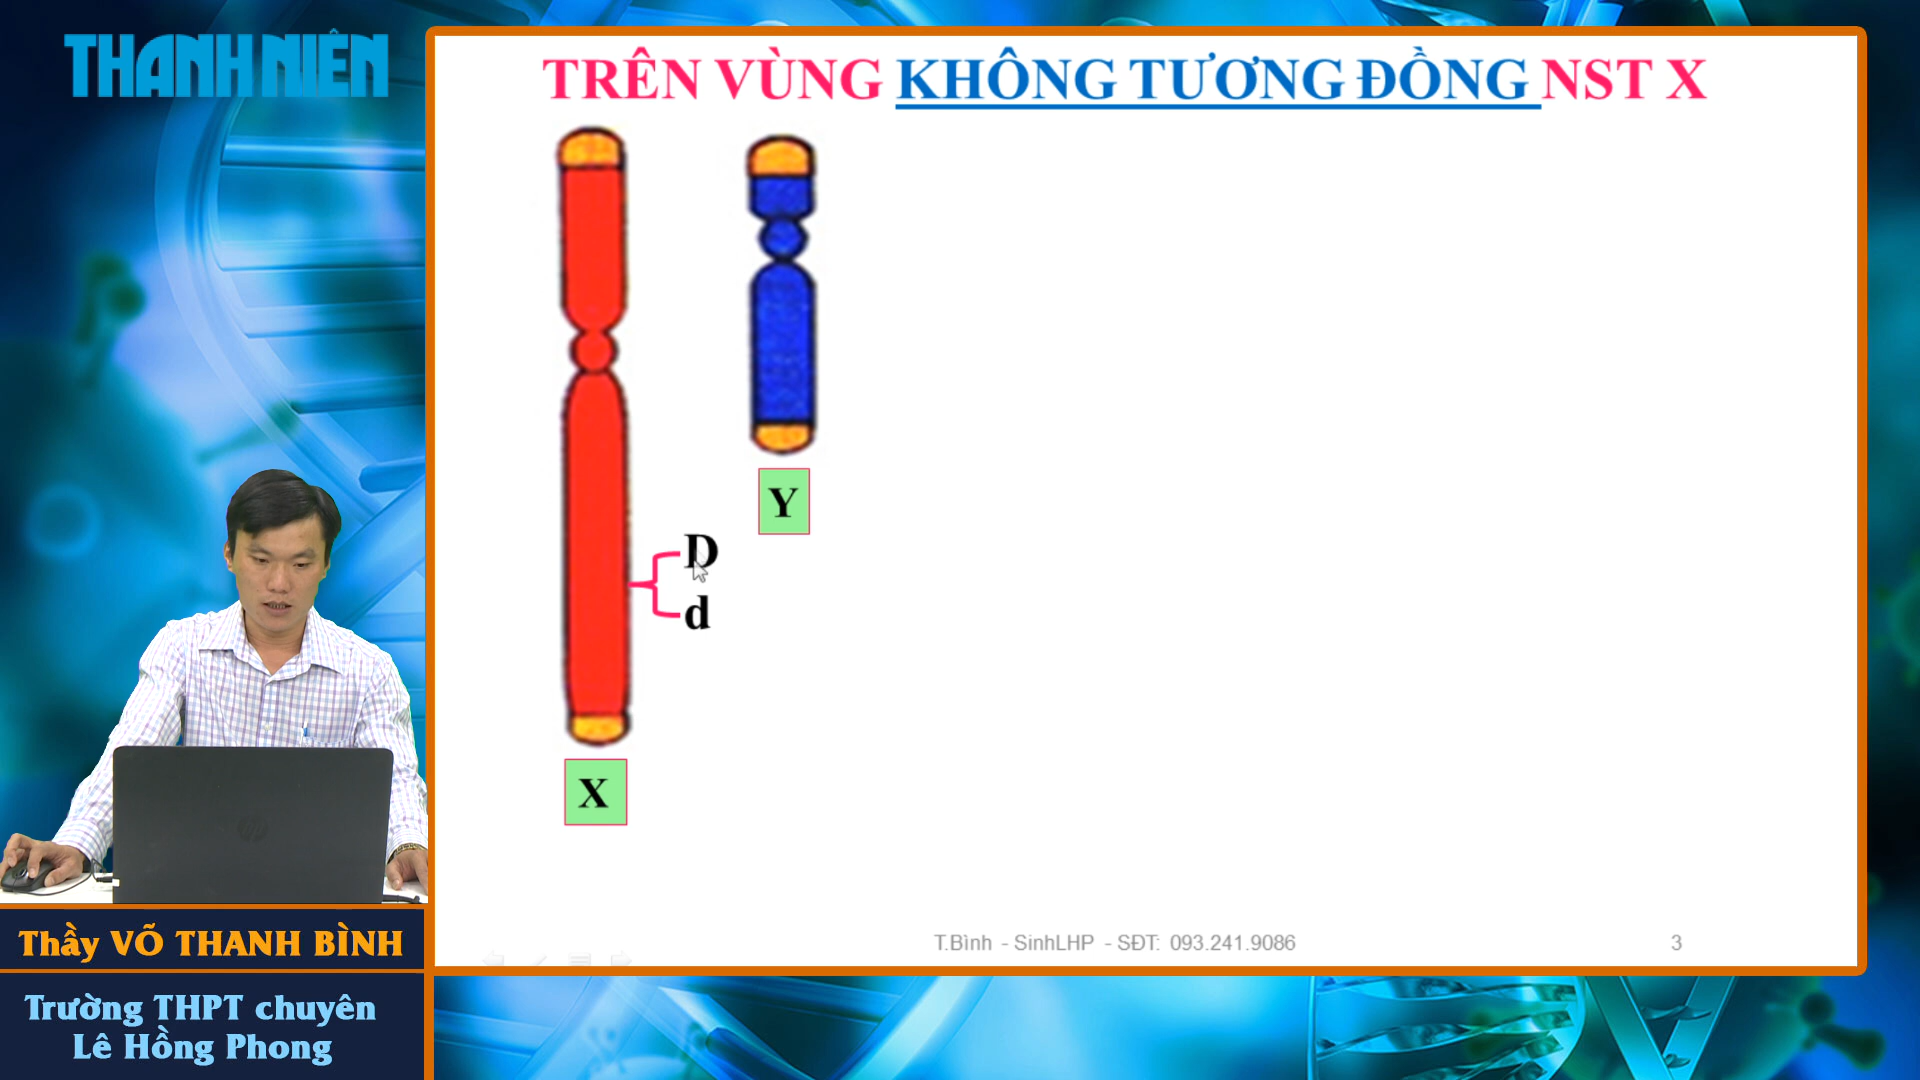 THANH NIÊN
TRÊN VÙNG KHÔNG TƯƠNG ĐỒNG NST X
Y
D
d
X
T.Bình - SinhLHP - SĐT: 093.241.9086
3
Thầy VÕ THANH BÌNH
Trường THPT chuyên
Lê Hồng Phong